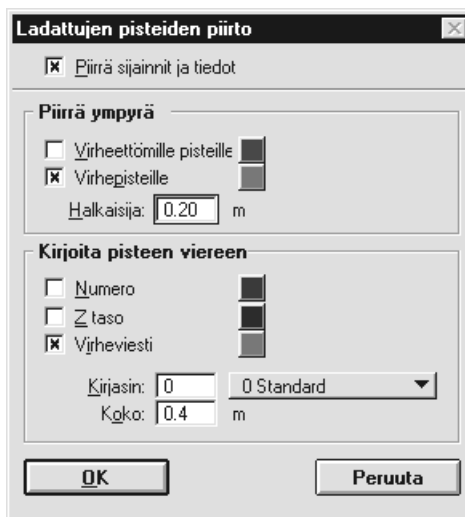 Ladattujen pisteiden piirto
Piirrä sijainnit ja tiedot
Piirrä ympyrä
Virheettömille pisteille
Virhepisteille
Halkaisija: 0.20 m
Kirjoita pisteen viereen
Numero
Z taso
Virheviesti
Kirjasin: 0 0 Standard
Koko: 0.4 m
OK Peruuta